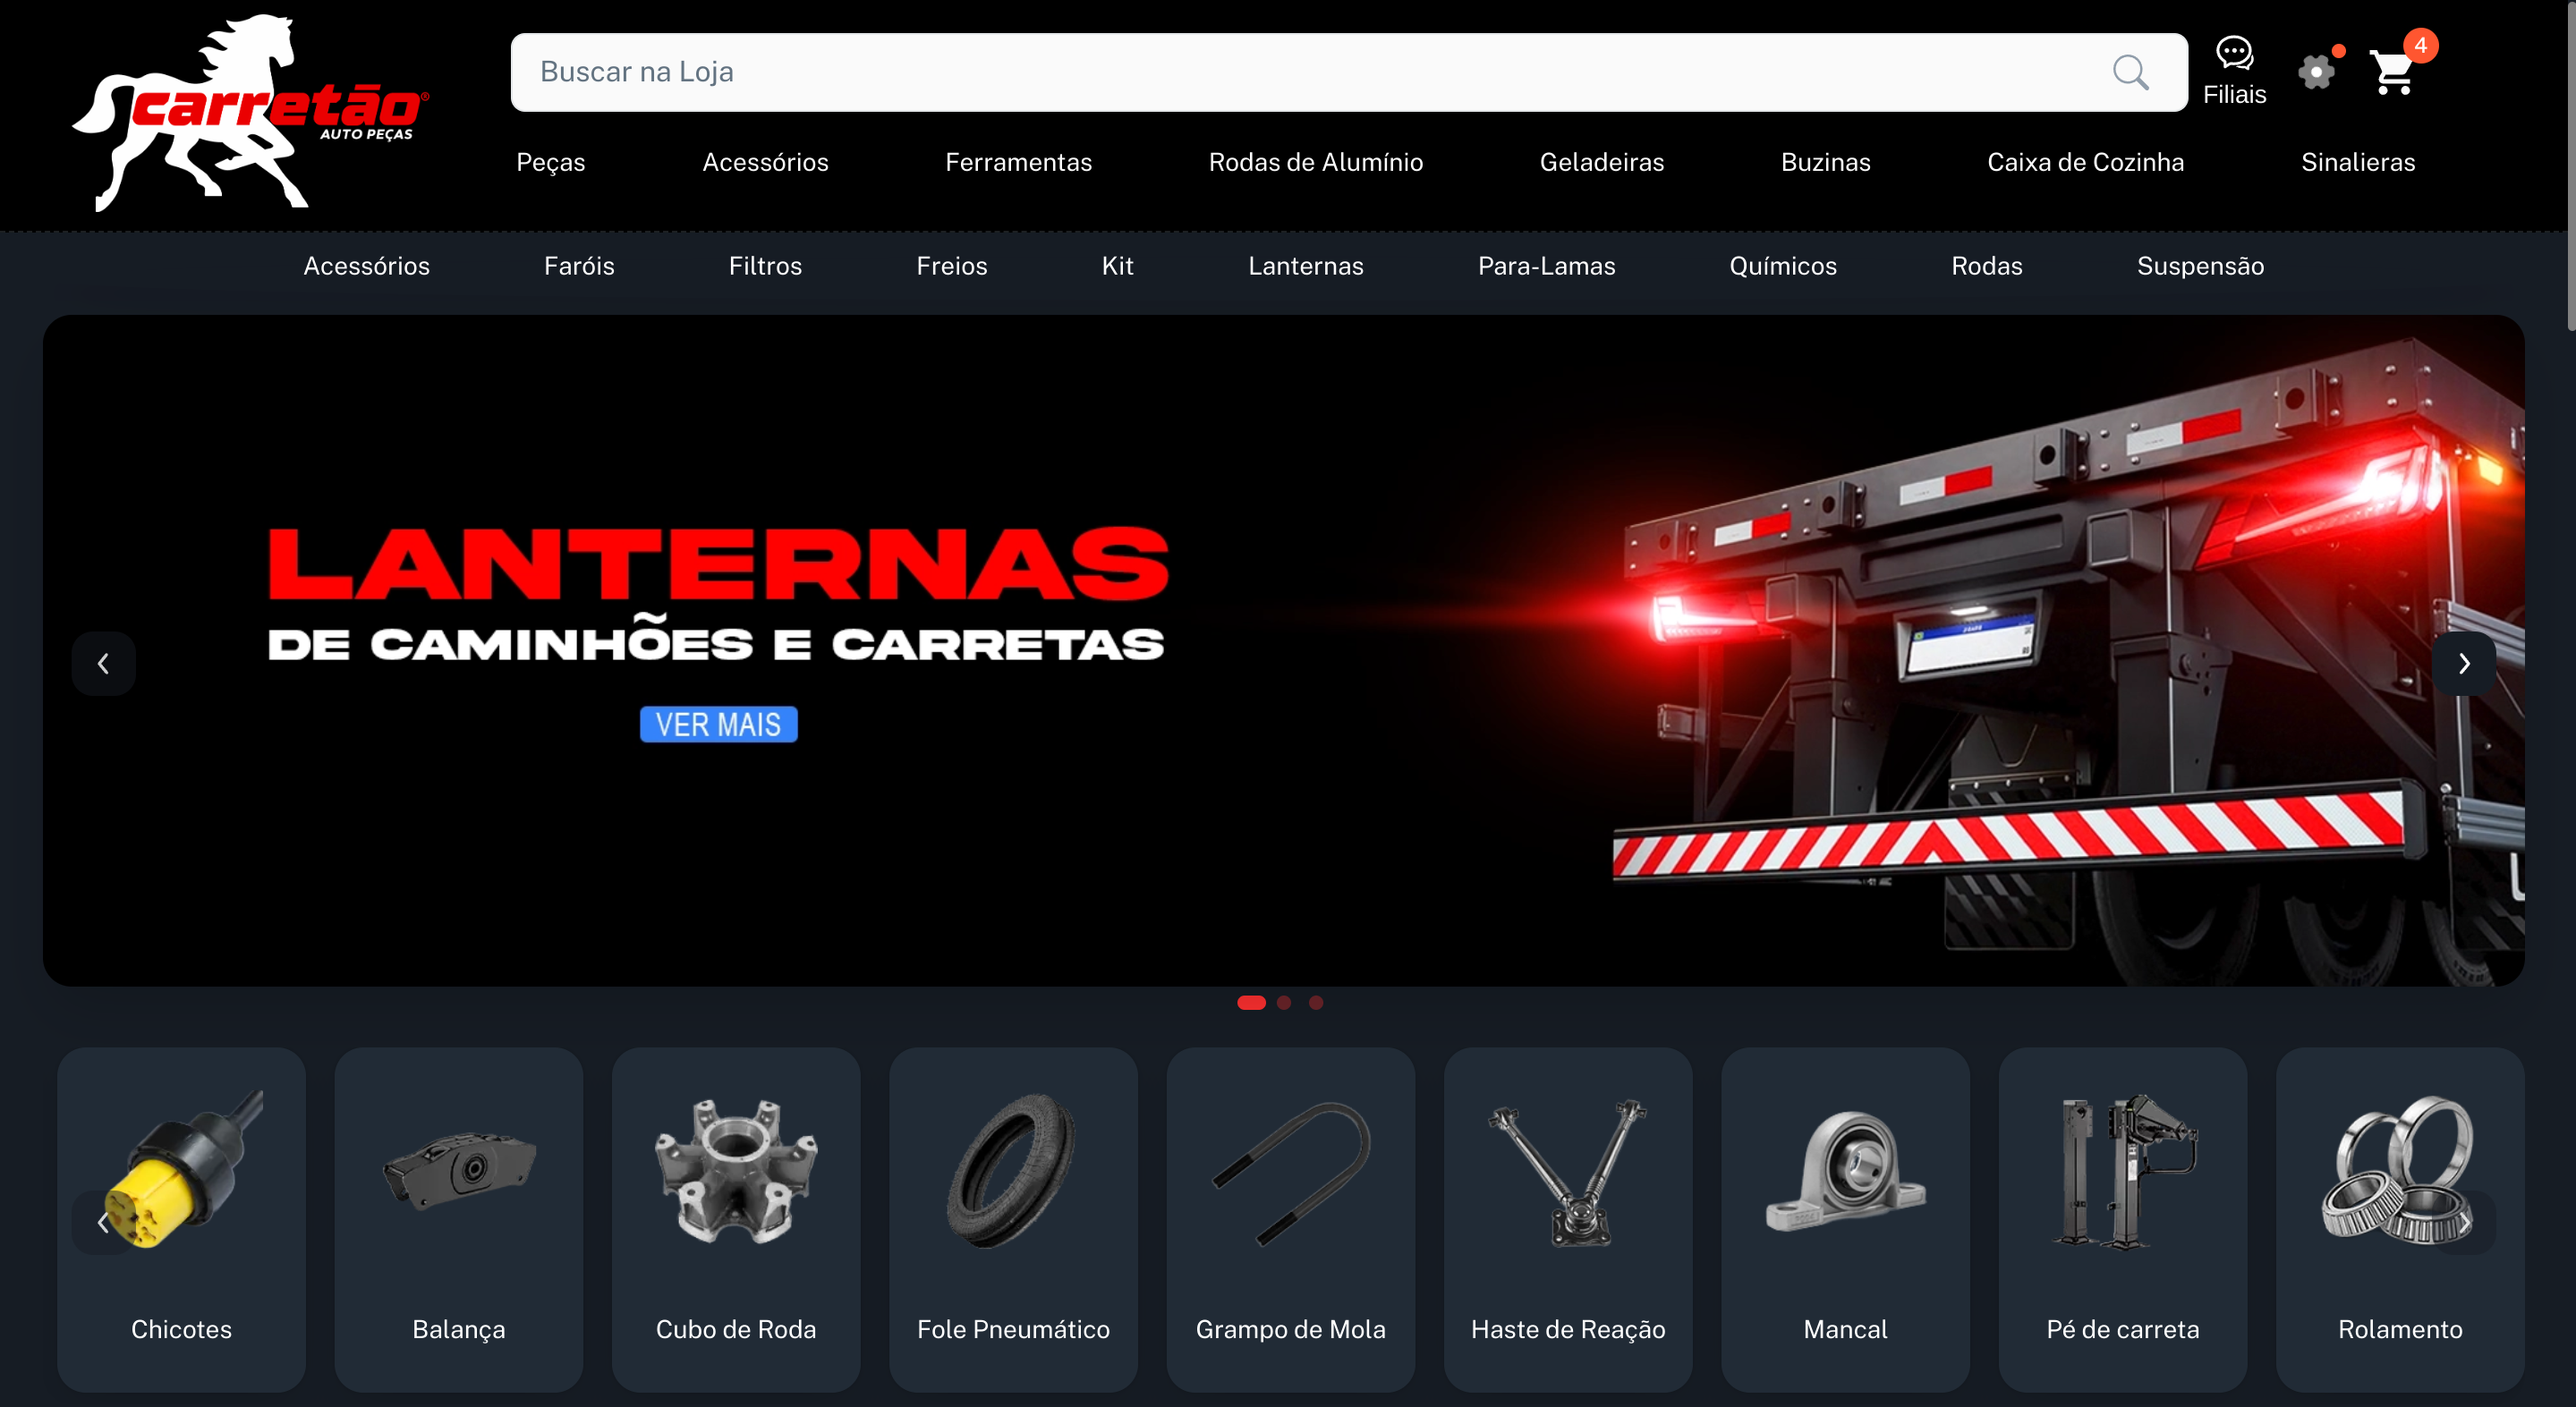 carretão®
AUTO PEÇAS
Buscar na Loja
Filiais
4
Peças Acessórios Ferramentas Rodas de Alumínio Geladeiras Buzinas Caixa de Cozinha Sinalieras
Acessórios Faróis Filtros Freios Kit Lanternas Para-Lamas Químicos Rodas Suspensão
LANTERNAS
DE CAMINHÕES E CARRETAS
VER MAIS
Chicotes Balança Cubo de Roda Fole Pneumático Grampo de Mola Haste de Reação Mancal Pé de carreta Rolamento